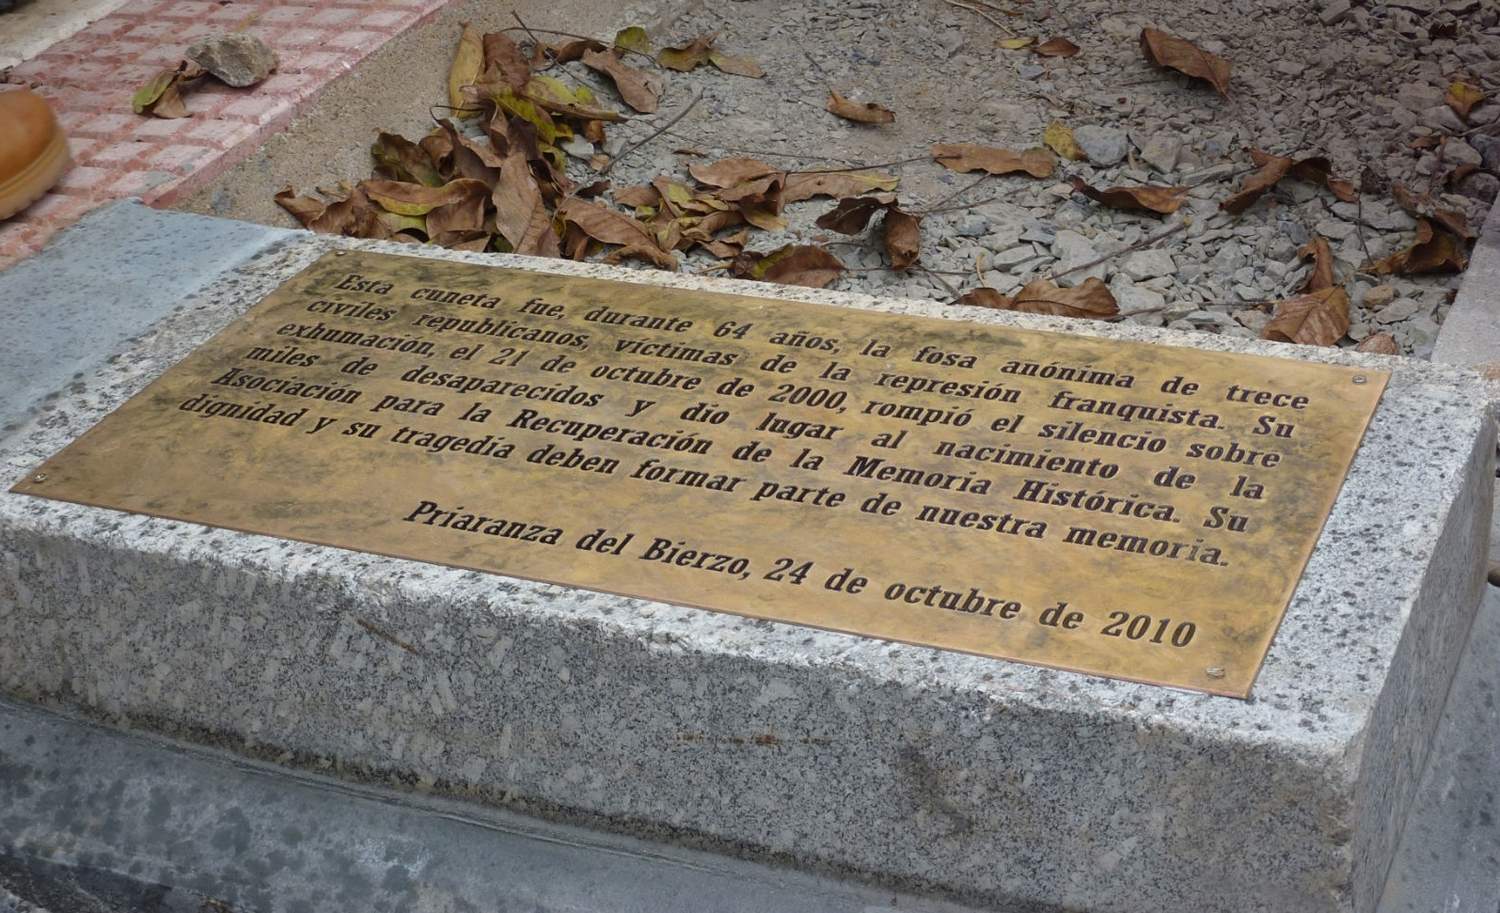 Esta cuneta fue, durante 64 años, la fosa anónima de trece
civiles republicanos, víctimas de la represión franquista. Su
exhumación, el 21 de octubre de 2000, rompió el silencio sobre
miles de desaparecidos y dio lugar al nacimiento de la
Asociación para la Recuperación de la Memoria Histórica. Su
dignidad y su tragedia deben formar parte de nuestra memoria.
Priaranza del Bierzo, 24 de octubre de 2010